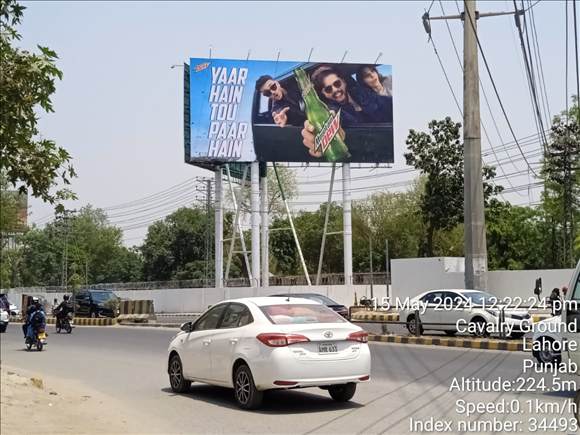 YAAR
HAIN
TOU
PAAR
HAIN
15 May 2024 12:22:24 pm
Cavalry Ground
Lahore
Punjab
Altitude:224.5m
Speed:0.1km/h
Index number: 34493